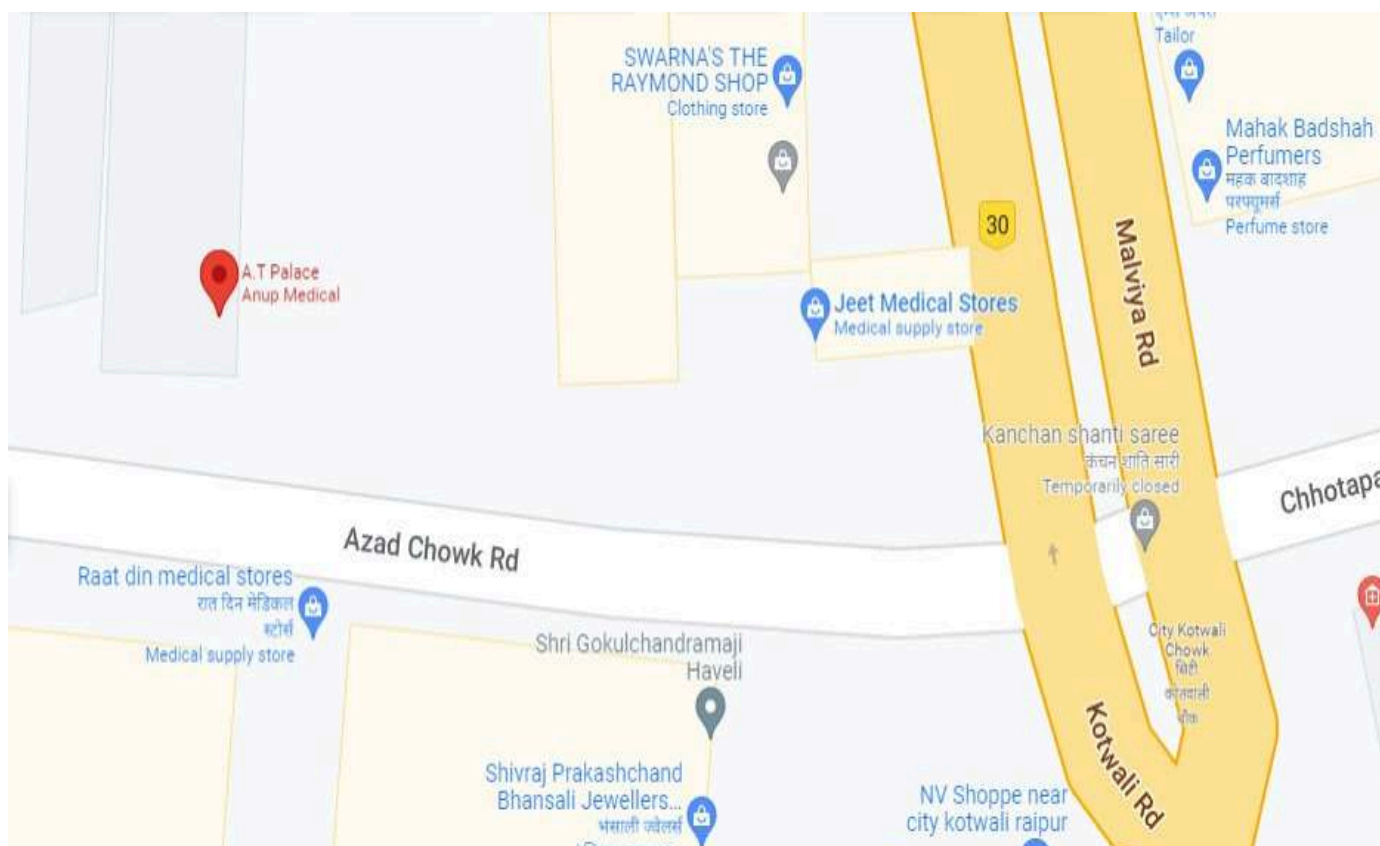 Tailor
SWARNA'S THE
RAYMOND SHOP
Clothing store
Mahak Badshah
Perfumers
महक बादशाह
परफ्यूमर्स
Perfume store
30
Malviya Rd
A.T Palace
Anup Medical
Jeet Medical Stores
Medical supply store
Kanchan shanti saree
कंचन शांति सारी
Temporarily closed
Chhotapa
Azad Chowk Rd
Raat din medical stores
रात दिन मेडिकल
स्टोर्स
Medical supply store
Shri Gokulchandramaji
Haveli
City Kotwali
Chowk
सिटी
कोतवाली
चौक
Kotwali Rd
Shivraj Prakashchand
Bhansali Jewellers...
भंसाली ज्वेलर्स
NV Shoppe near
city kotwali raipur